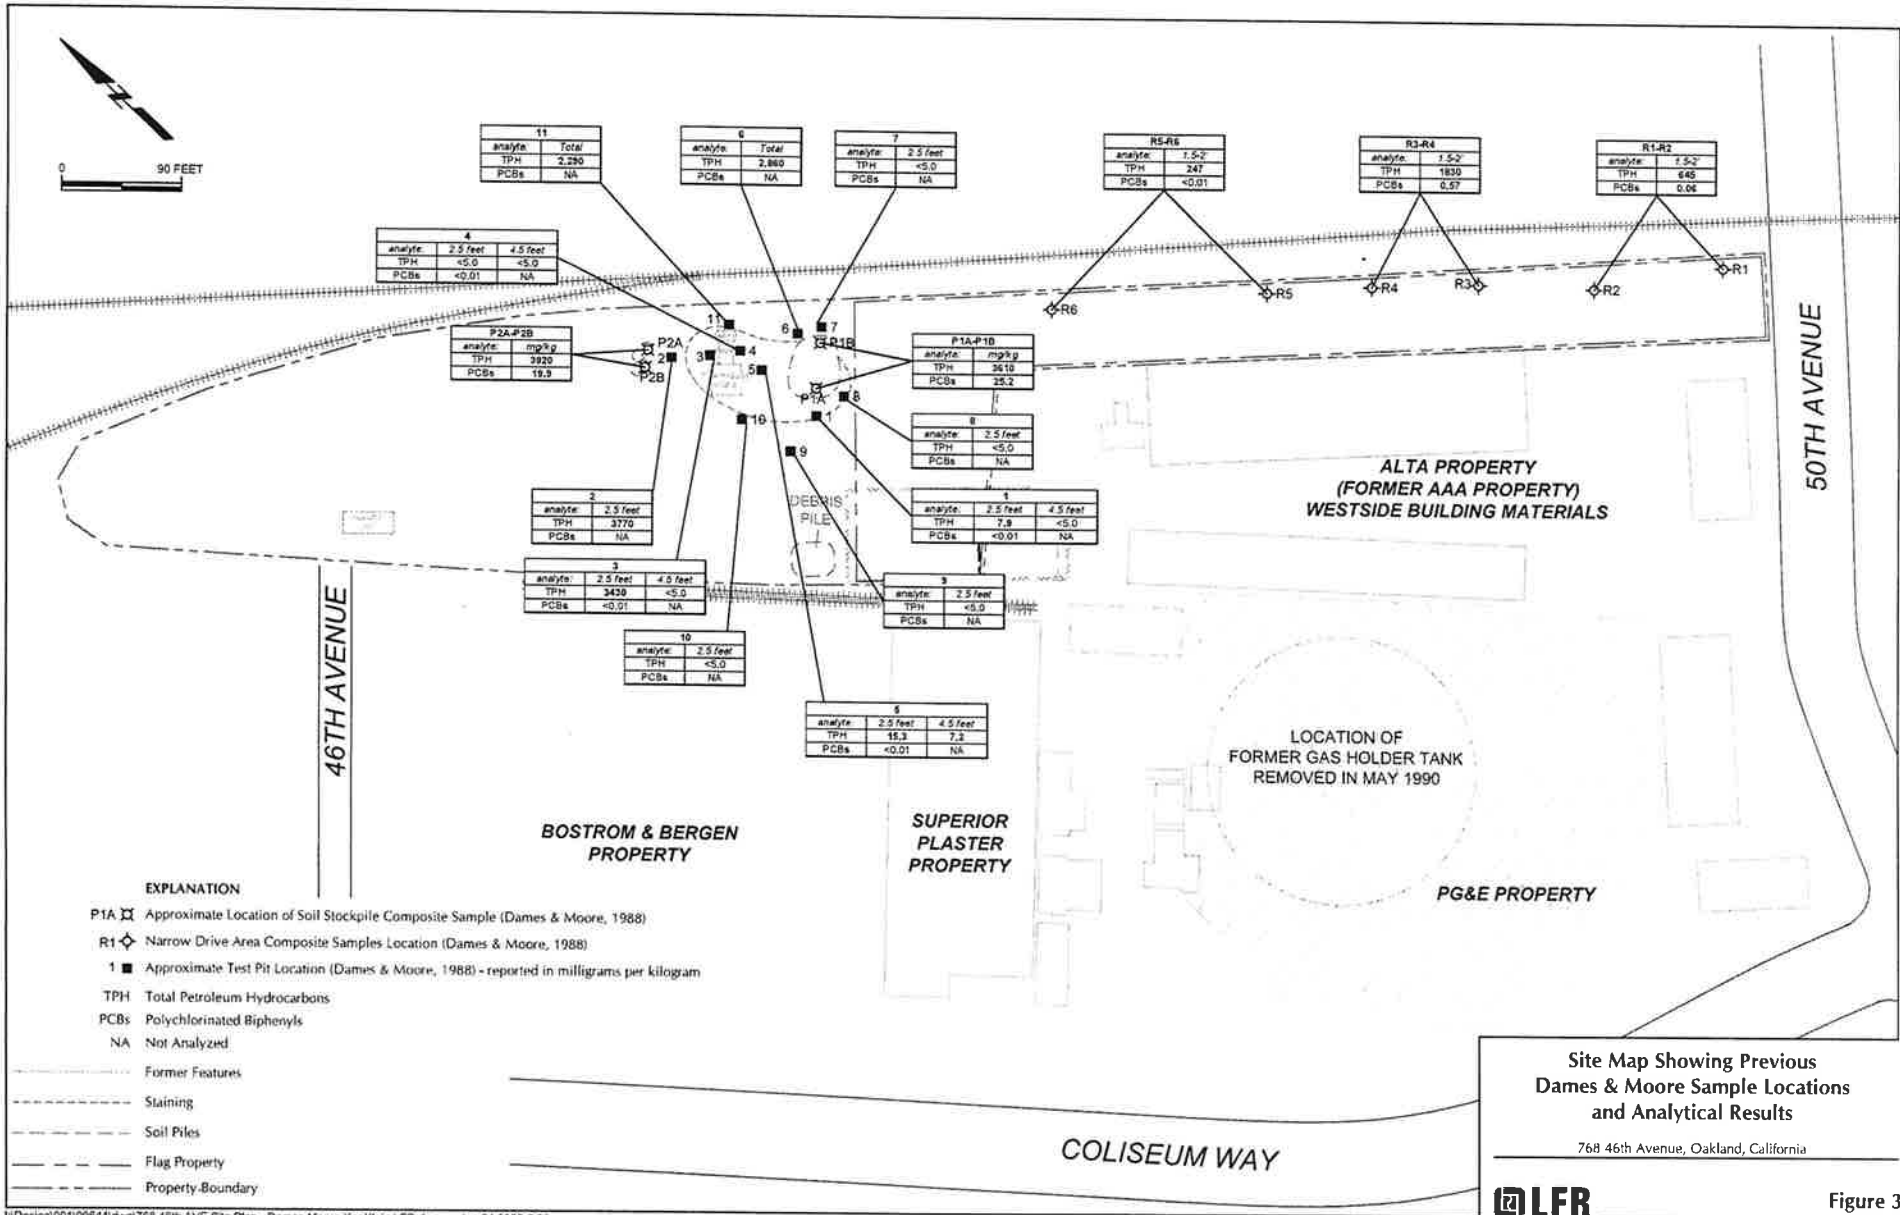 0 90 FEET
11
analyte: Total
TPH 2,290
PCBs NA
6
analyte: Total
TPH 2,860
PCBs NA
7
analyte: 2.5 feet
TPH <5.0
PCBs NA
R5-R6
analyte: 1.5-2'
TPH 247
PCBs <0.01
R3-R4
analyte: 1.5-2'
TPH 1830
PCBs 0.57
R1-R2
analyte: 1.5-2'
TPH 645
PCBs 0.06
4
analyte: 2.5 feet 4.5 feet
TPH <5.0 <5.0
PCBs <0.01 NA
P2A-P2B
analyte: mg/kg
TPH 3920
PCBs 19.9
P1A-P1B
analyte: mg/kg
TPH 3610
PCBs 25.2
8
analyte: 2.5 feet
TPH <5.0
PCBs NA
2
analyte: 2.5 feet
TPH 3770
PCBs NA
1
analyte: 2.5 feet 4.5 feet
TPH 7.9 <5.0
PCBs <0.01 NA
3
analyte: 2.5 feet 4.5 feet
TPH 3430 <5.0
PCBs <0.01 NA
9
analyte: 2.5 feet
TPH <5.0
PCBs NA
10
analyte: 2.5 feet
TPH <5.0
PCBs NA
5
analyte: 2.5 feet 4.5 feet
TPH 15.3 7.2
PCBs <0.01 NA
R1
R2
R3
R4
R5
R6
11
6
7
P1B
P2A
2
P2B
3
4
5
P1A
8
1
10
9
DEBRIS
PILE
ALTA PROPERTY
(FORMER AAA PROPERTY)
WESTSIDE BUILDING MATERIALS
50TH AVENUE
46TH AVENUE
LOCATION OF
FORMER GAS HOLDER TANK
REMOVED IN MAY 1990
BOSTROM & BERGEN
PROPERTY
SUPERIOR
PLASTER
PROPERTY
PG&E PROPERTY
COLISEUM WAY
EXPLANATION
P1A Approximate Location of Soil Stockpile Composite Sample (Dames & Moore, 1988)
R1 Narrow Drive Area Composite Samples Location (Dames & Moore, 1988)
1 Approximate Test Pit Location (Dames & Moore, 1988) - reported in milligrams per kilogram
TPH Total Petroleum Hydrocarbons
PCBs Polychlorinated Biphenyls
NA Not Analyzed
Former Features
Staining
Soil Piles
Flag Property
Property Boundary
Site Map Showing Previous
Dames & Moore Sample Locations
and Analytical Results
768 46th Avenue, Oakland, California
LFR
Figure 3